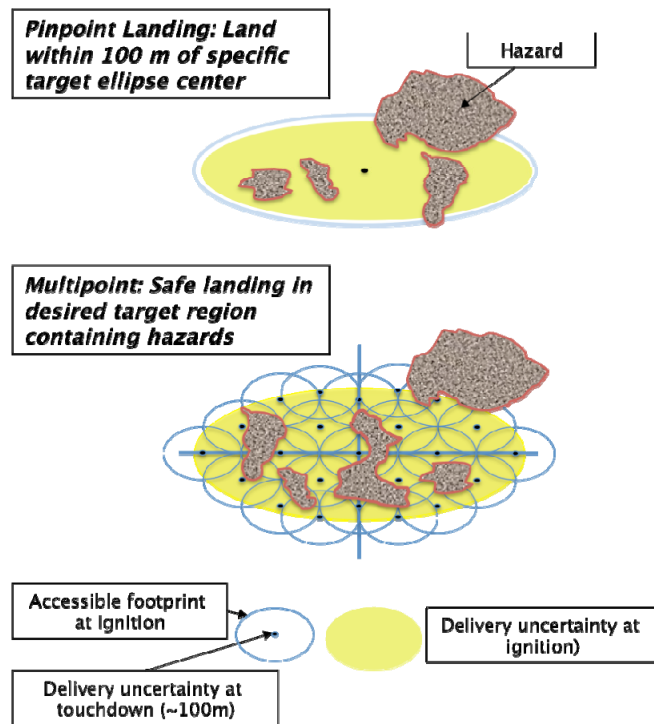 Pinpoint Landing: Land
within 100 m of specific
target ellipse center
Hazard
Multipoint: Safe landing in
desired target region
containing hazards
Accessible footprint
at ignition
Delivery uncertainty at
ignition)
Delivery uncertainty at
touchdown (~100m)